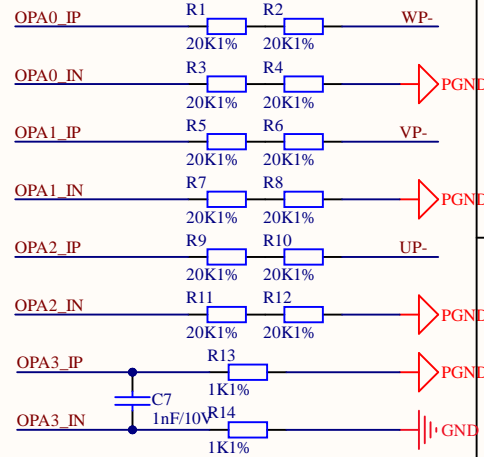 R1 R2
OPA0_IP WP-
20K1% 20K1%
R3 R4
OPA0_IN PGND
20K1% 20K1%
R5 R6
OPA1_IP VP-
20K1% 20K1%
R7 R8
OPA1_IN PGND
20K1% 20K1%
R9 R10
OPA2_IP UP-
20K1% 20K1%
R11 R12
OPA2_IN PGND
20K1% 20K1%
R13
OPA3_IP PGND
1K1%
C7
1nF/10V
R14
OPA3_IN GND
1K1%